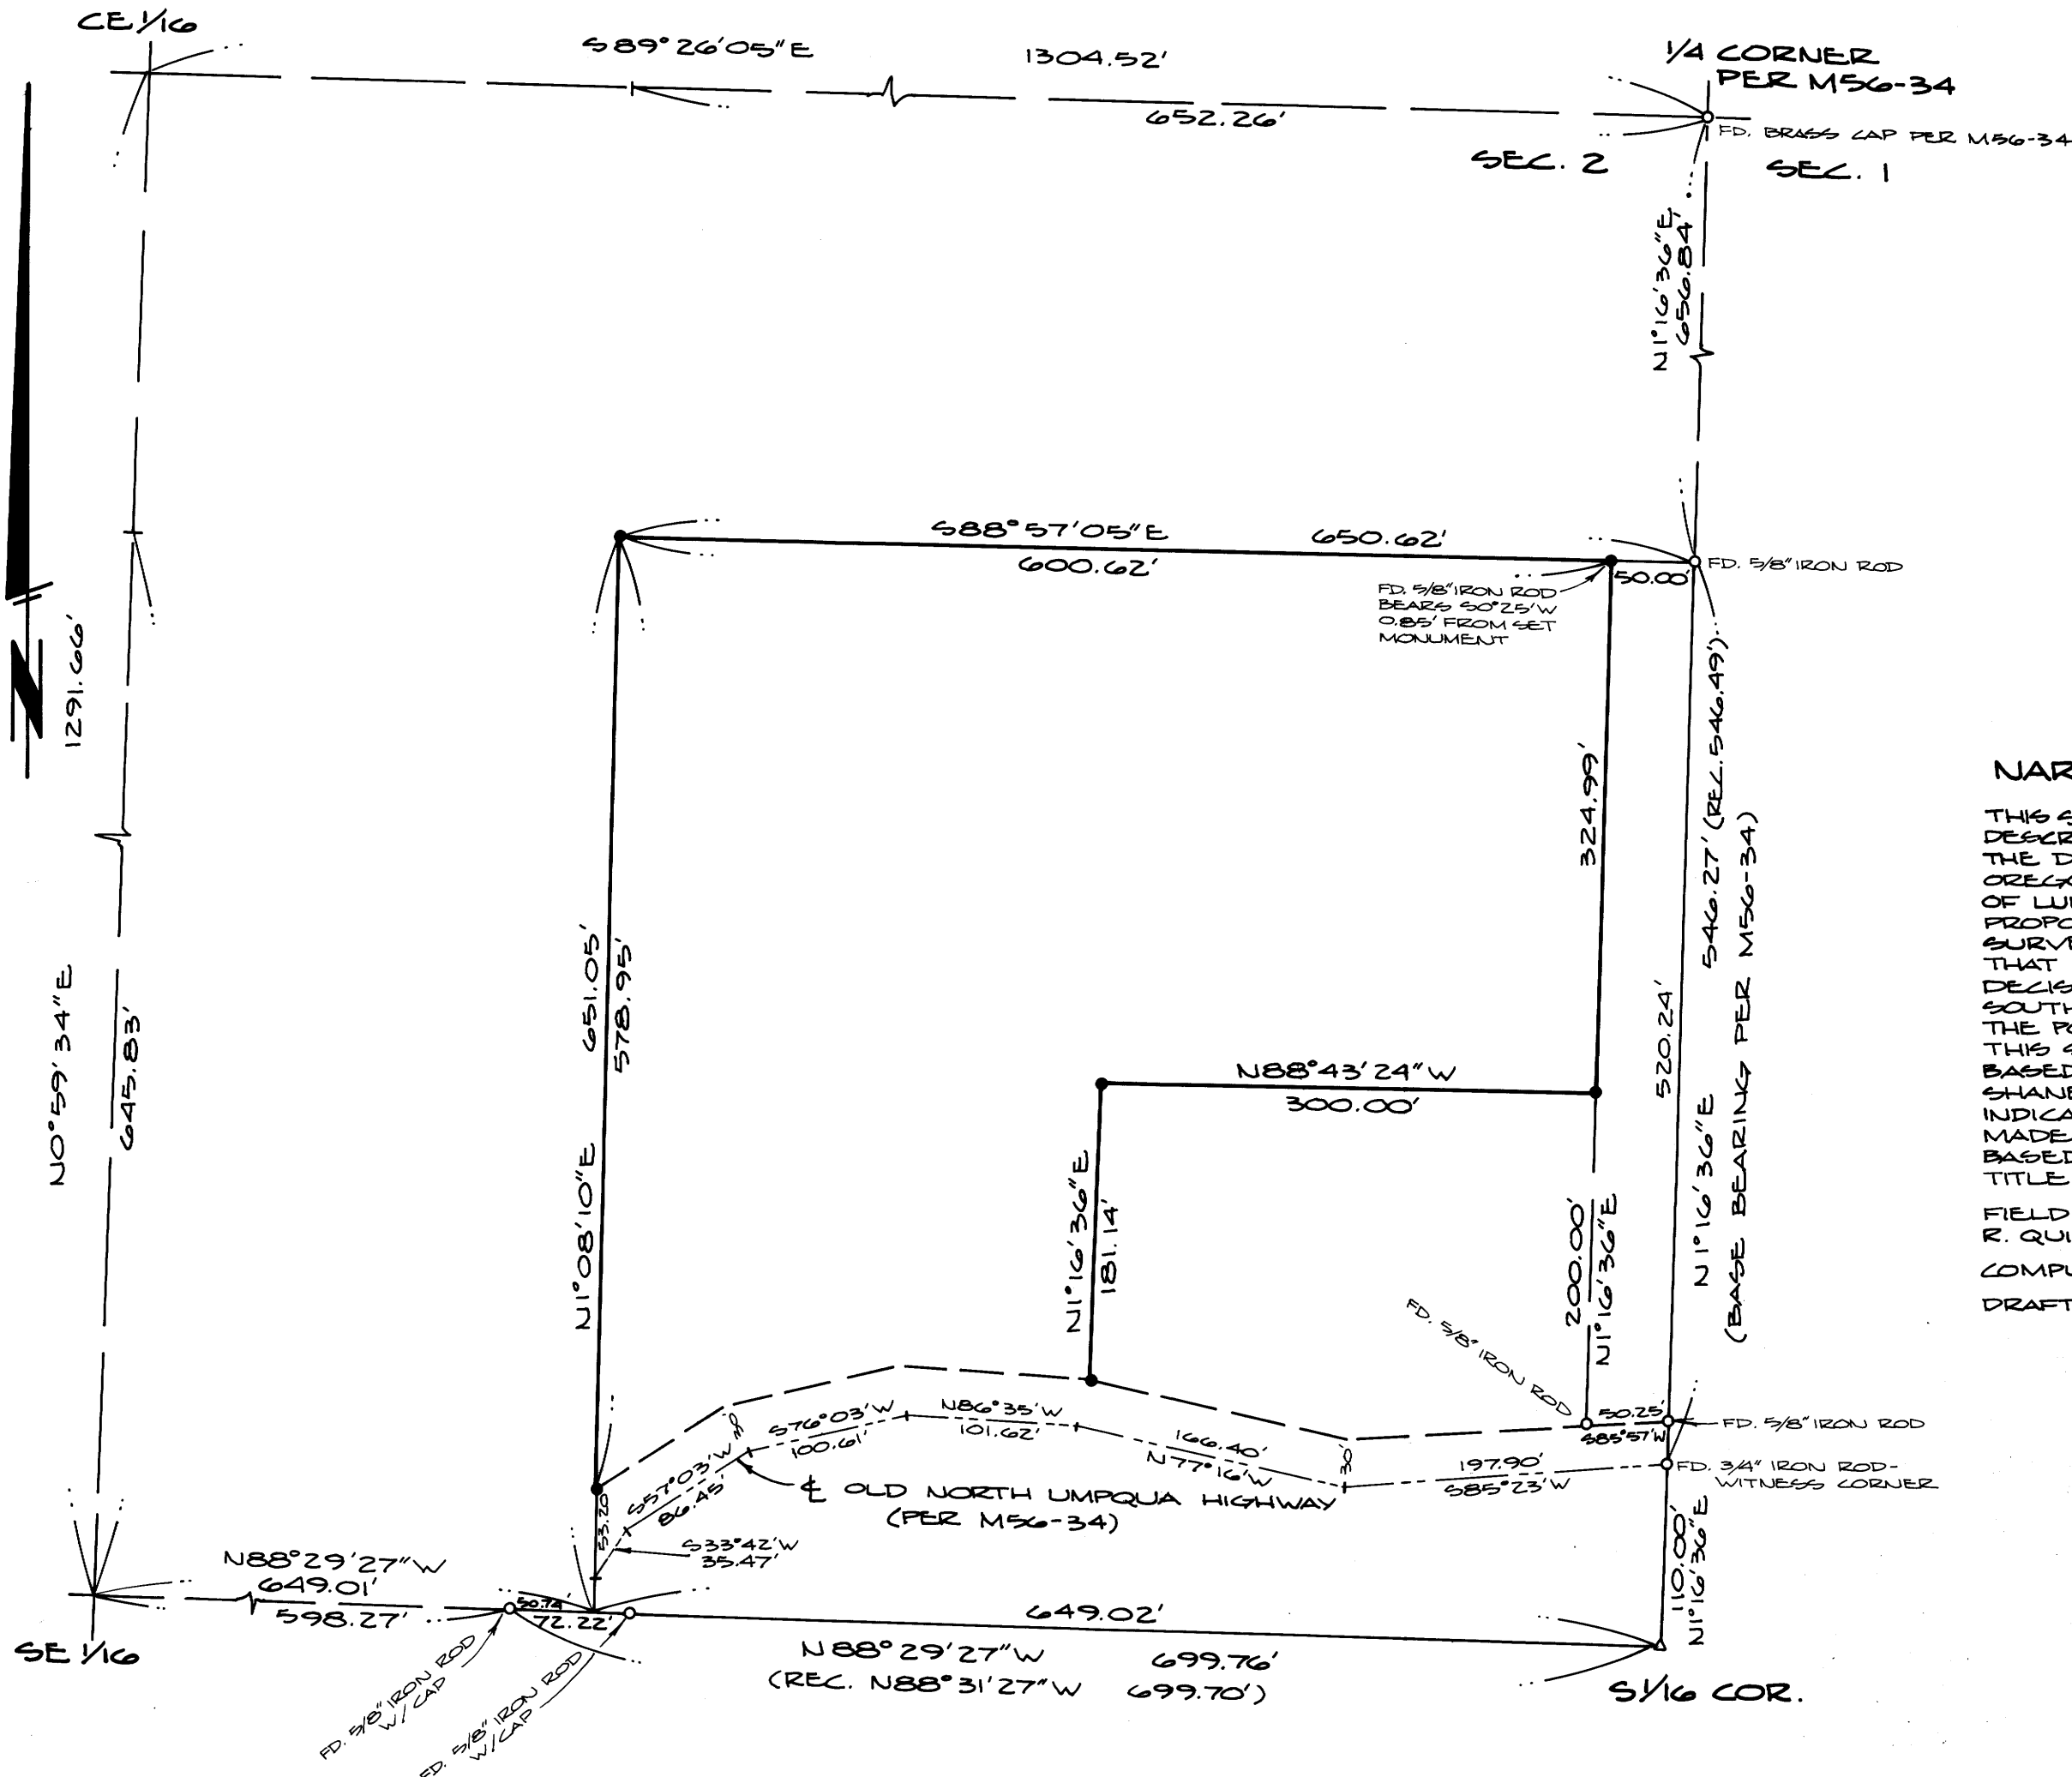 CE 1/16
S89°26'05"E 1304.52'
652.26'
1/4 CORNER
PER M56-34
FD. BRASS CAP PER M56-34
SEC. 2
SEC. 1
N1°16'36"E
656.84'
S88°57'05"E 650.62'
600.62'
50.00'
FD. 5/8" IRON ROD
FD. 5/8" IRON ROD
BEARS S0°25'W
0.85' FROM SET
MONUMENT
N
1291.66'
N0°59'34"E
645.83'
651.05'
578.95'
N1°08'10"E
324.99'
N1°16'36"E 546.27' (REC. 546.49')
(BASE BEARING PER M56-34)
520.24'
N88°43'24"W
300.00'
N1°16'36"E
181.14'
200.00'
N1°16'36"E
FD. 5/8" IRON ROD
50.25'
S85°57'W
FD. 5/8" IRON ROD
FD. 3/4" IRON ROD-
WITNESS CORNER
S76°03'W
100.61'
N86°35'W
101.62'
166.40'
N77°16'W
30
30
197.90'
S85°23'W
S57°03'W
86.45'
℄ OLD NORTH UMPQUA HIGHWAY
(PER M56-34)
53.20
S33°42'W
35.47'
110.00'
N1°16'36"E
N88°29'27"W
649.01'
598.27'
50.74'
72.22'
649.02'
N88°29'27"W 699.76'
(REC. N88°31'27"W 699.70')
SE 1/16
S1/16 COR.
FD. 5/8" IRON ROD
W/CAP
FD. 5/8" IRON ROD
W/CAP
NAR
THIS S
DESCR
THE D
OREGO
OF LU
PROPO
SURVE
THAT
DECIS
SOUTH
THE PO
THIS S
BASED
SHANE
INDICA
MADE
BASED
TITLE
FIELD
R. QUI
COMPU
DRAFT